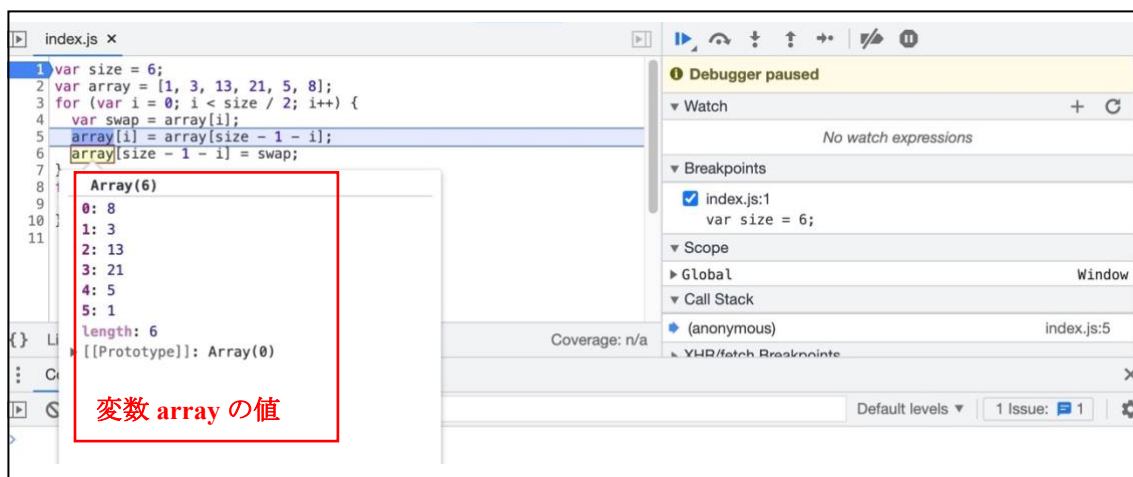 index.js ×
1 var size = 6;
2 var array = [1, 3, 13, 21, 5, 8];
3 for (var i = 0; i < size / 2; i++) {
4 var swap = array[i];
5 array[i] = array[size - 1 - i];
6 array[size - 1 - i] = swap;
7 }
8
9
10
11
Array(6)
0: 8
1: 3
2: 13
3: 21
4: 5
5: 1
length: 6
[[Prototype]]: Array(0)
変数 array の値
{} Li
Coverage: n/a
Debugger paused
Watch
No watch expressions
Breakpoints
index.js:1
var size = 6;
Scope
Global Window
Call Stack
(anonymous) index.js:5
XHR/fetch Breakpoints
Default levels ▼ 1 Issue: 1